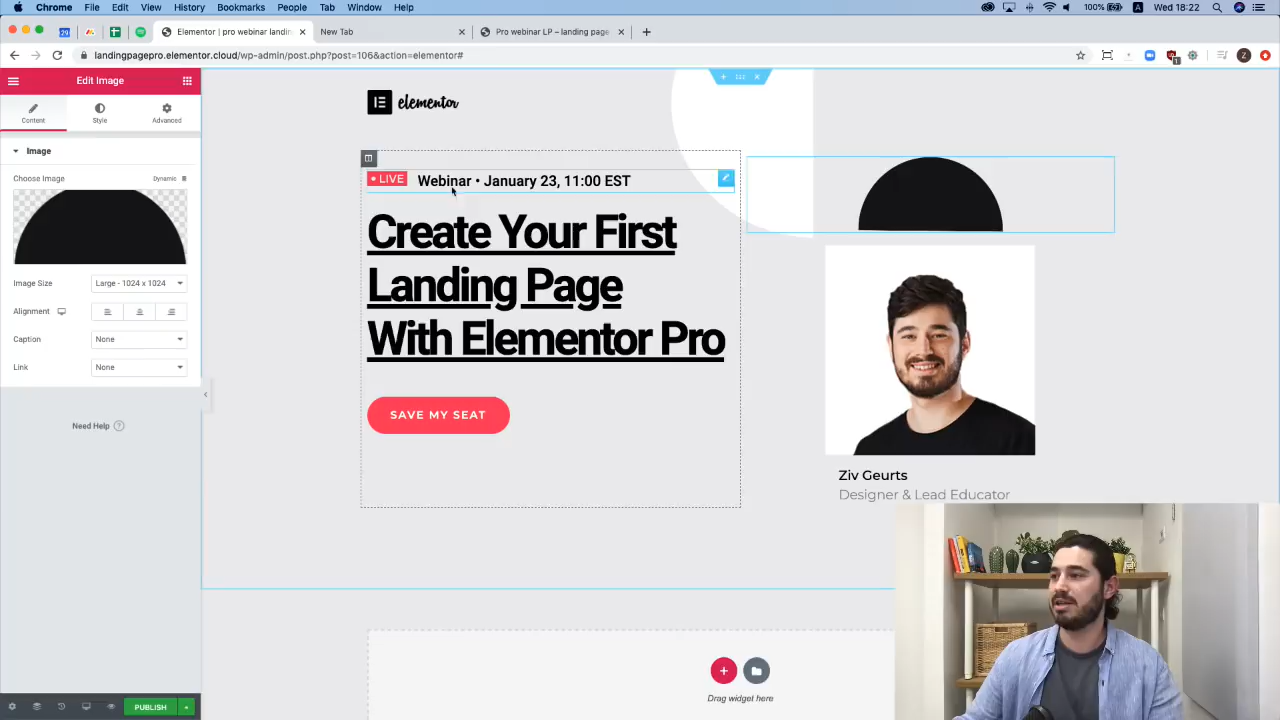 Chrome File Edit View History Bookmarks People Tab Window Help
100% A Wed 18:22
Elementor | pro webinar landin
New Tab
Pro webinar LP – landing page
landingpagepro.elementor.cloud/wp-admin/post.php?post=106&action=elementor#
Edit Image
Content
Style
Advanced
Image
Choose Image
Dynamic
Image Size
Large - 1024 x 1024
Alignment
Caption
None
Link
None
Need Help
PUBLISH
elementor
LIVE Webinar • January 23, 11:00 EST
Create Your First
Landing Page
With Elementor Pro
SAVE MY SEAT
Ziv Geurts
Designer & Lead Educator
Drag widget here